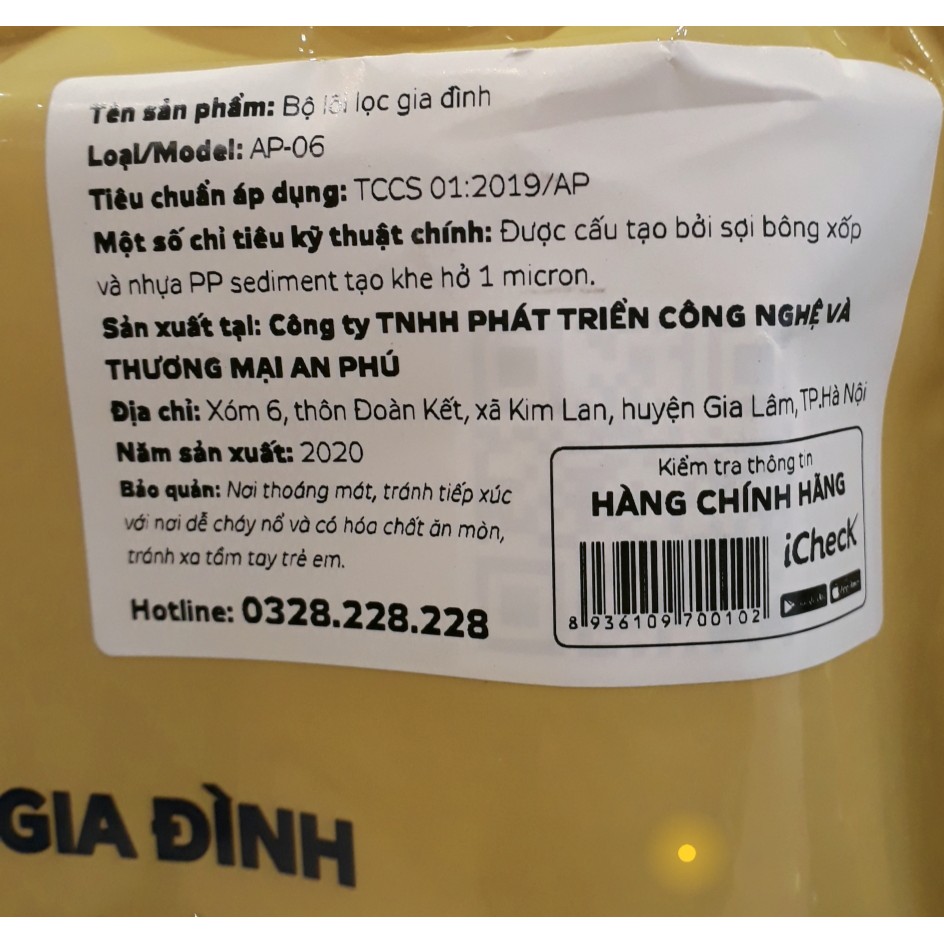 Tên sản phẩm: Bộ lõi lọc gia đình
Loại/Model: AP-06
Tiêu chuẩn áp dụng: TCCS 01:2019/AP
Một số chỉ tiêu kỹ thuật chính: Được cấu tạo bởi sợi bông xốp
và nhựa PP sediment tạo khe hở 1 micron.
Sản xuất tại: Công ty TNHH PHÁT TRIỂN CÔNG NGHỆ VÀ
THƯƠNG MẠI AN PHÚ
Địa chỉ: Xóm 6, thôn Đoàn Kết, xã Kim Lan, huyện Gia Lâm, TP.Hà Nội
Năm sản xuất: 2020
Bảo quản: Nơi thoáng mát, tránh tiếp xúc
với nơi dễ cháy nổ và có hóa chất ăn mòn,
tránh xa tầm tay trẻ em.
Hotline: 0328.228.228
Kiểm tra thông tin
HÀNG CHÍNH HÃNG
iCheck
8 936109 700102
GIA ĐÌNH